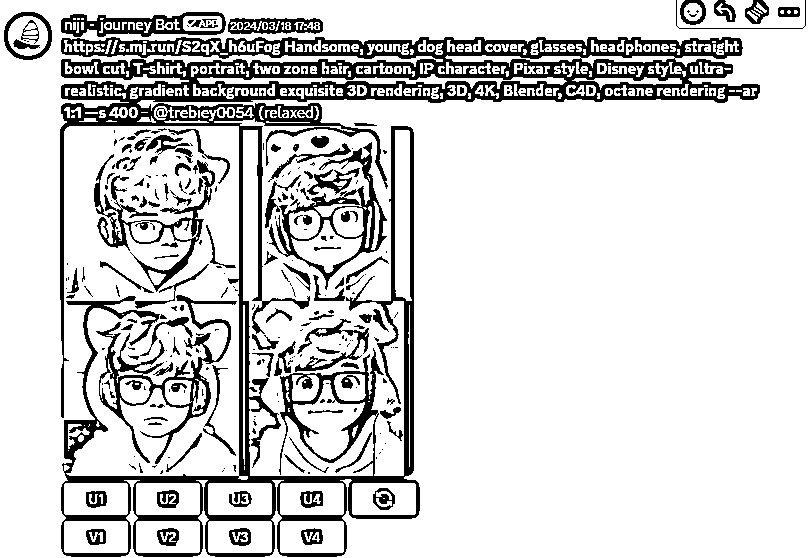 niji - journey Bot ✓ APP 2024/03/18 17:48
https://s.mj.run/S2qX_h6uFog Handsome, young, dog head cover, glasses, headphones, straight
bowl cut, T-shirt, portrait, two zone hair, cartoon, IP character, Pixar style, Disney style, ultra-
realistic, gradient background exquisite 3D rendering, 3D, 4K, Blender, C4D, octane rendering --ar
1:1 --s 400 - @trebley0054 (relaxed)
U1 U2 U3 U4
V1 V2 V3 V4